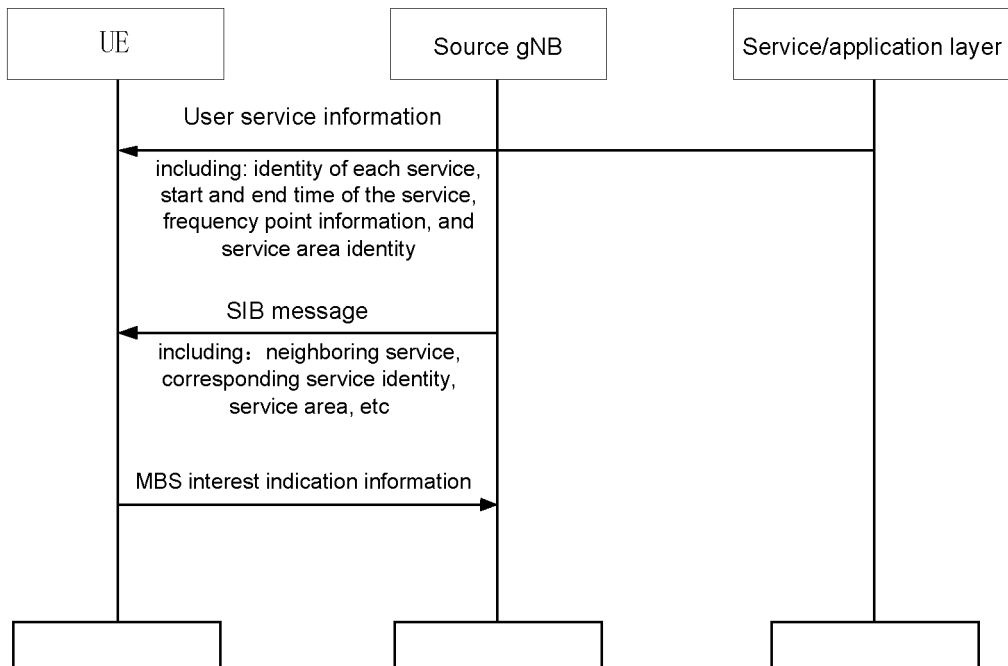 UE
Source gNB
Service/application layer
User service information
including: identity of each service,
start and end time of the service,
frequency point information, and
service area identity
SIB message
including：neighboring service,
corresponding service identity,
service area, etc
MBS interest indication information